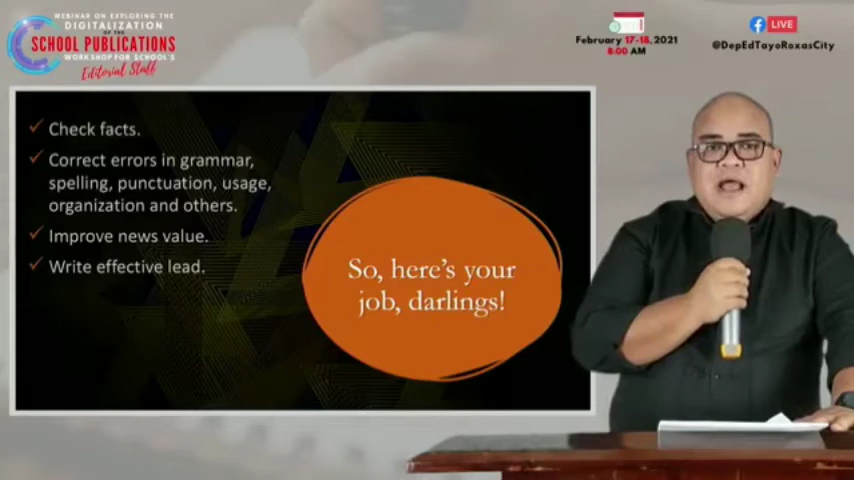 WEBINAR ON EXPLORING THE
DIGITALIZATION
OF THE
SCHOOL PUBLICATIONS
WORKSHOP FOR SCHOOL'S
Editorial Staff
February 17-18, 2021
8:00 AM
LIVE
@DepEdTayoRoxasCity
✓ Check facts.
✓ Correct errors in grammar,
spelling, punctuation, usage,
organization and others.
✓ Improve news value.
✓ Write effective lead.
So, here's your
job, darlings!